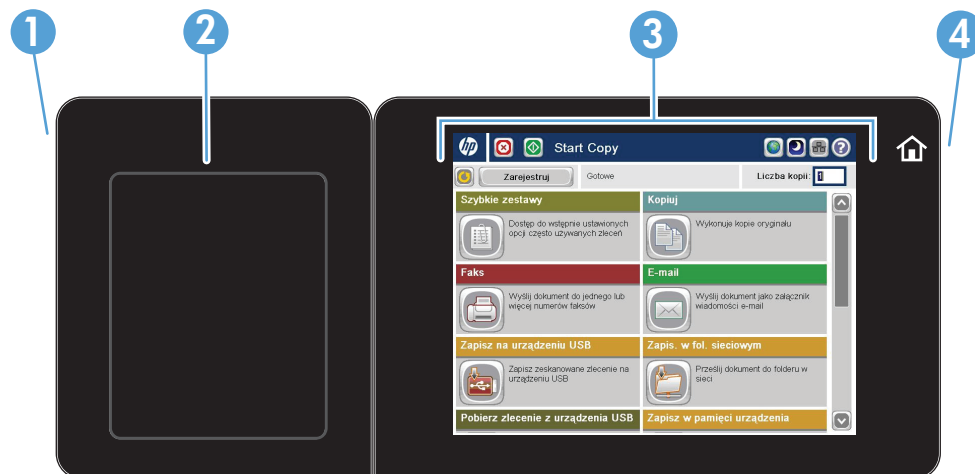 1
2
3
4
hp
Start Copy
?
Zarejestruj
Gotowe
Liczba kopii: 1
Szybkie zestawy
Dostęp do wstępnie ustawionych
opcji często używanych zleceń
Kopiuj
Wykonuje kopie oryginału
Faks
Wyślij dokument do jednego lub
więcej numerów faksów
E-mail
Wyślij dokument jako załącznik
wiadomości e-mail
Zapisz na urządzeniu USB
Zapisz zeskanowane zlecenie na
urządzeniu USB
Zapis. w fol. sieciowym
Prześlij dokument do folderu w
sieci
Pobierz zlecenie z urządzenia USB
Zapisz w pamięci urządzenia